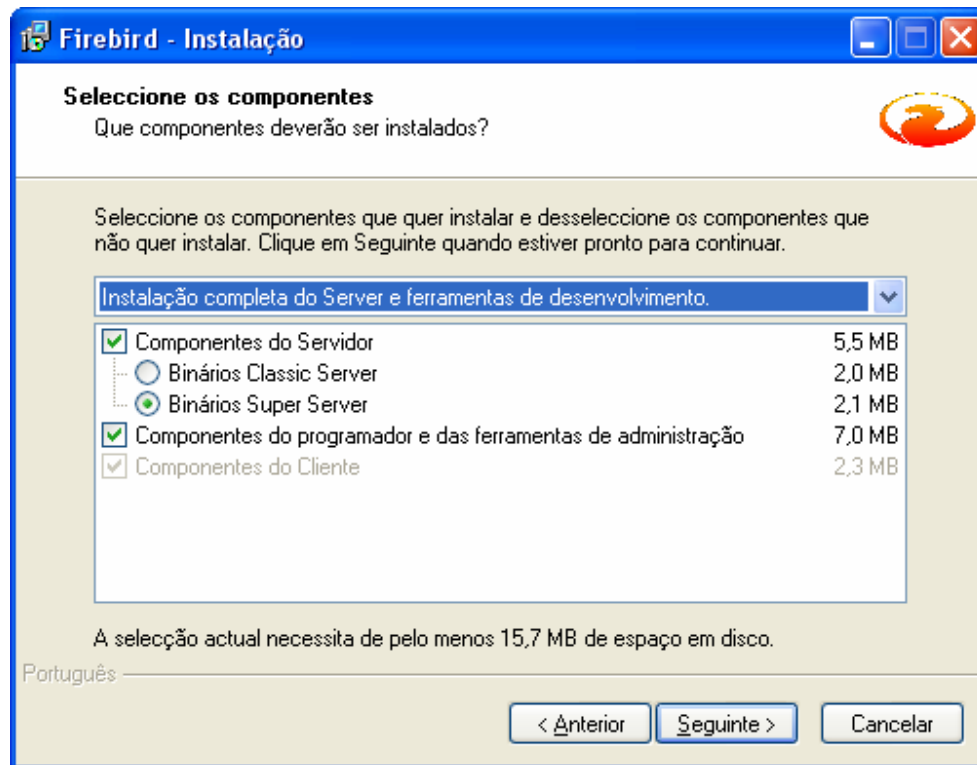 Firebird - Instalação
Seleccione os componentes
Que componentes deverão ser instalados?
Seleccione os componentes que quer instalar e desseleccione os componentes que
não quer instalar. Clique em Seguinte quando estiver pronto para continuar.
Instalação completa do Server e ferramentas de desenvolvimento.
Componentes do Servidor 5,5 MB
Binários Classic Server 2,0 MB
Binários Super Server 2,1 MB
Componentes do programador e das ferramentas de administração 7,0 MB
Componentes do Cliente 2,3 MB
A selecção actual necessita de pelo menos 15,7 MB de espaço em disco.
Português
< Anterior Seguinte > Cancelar